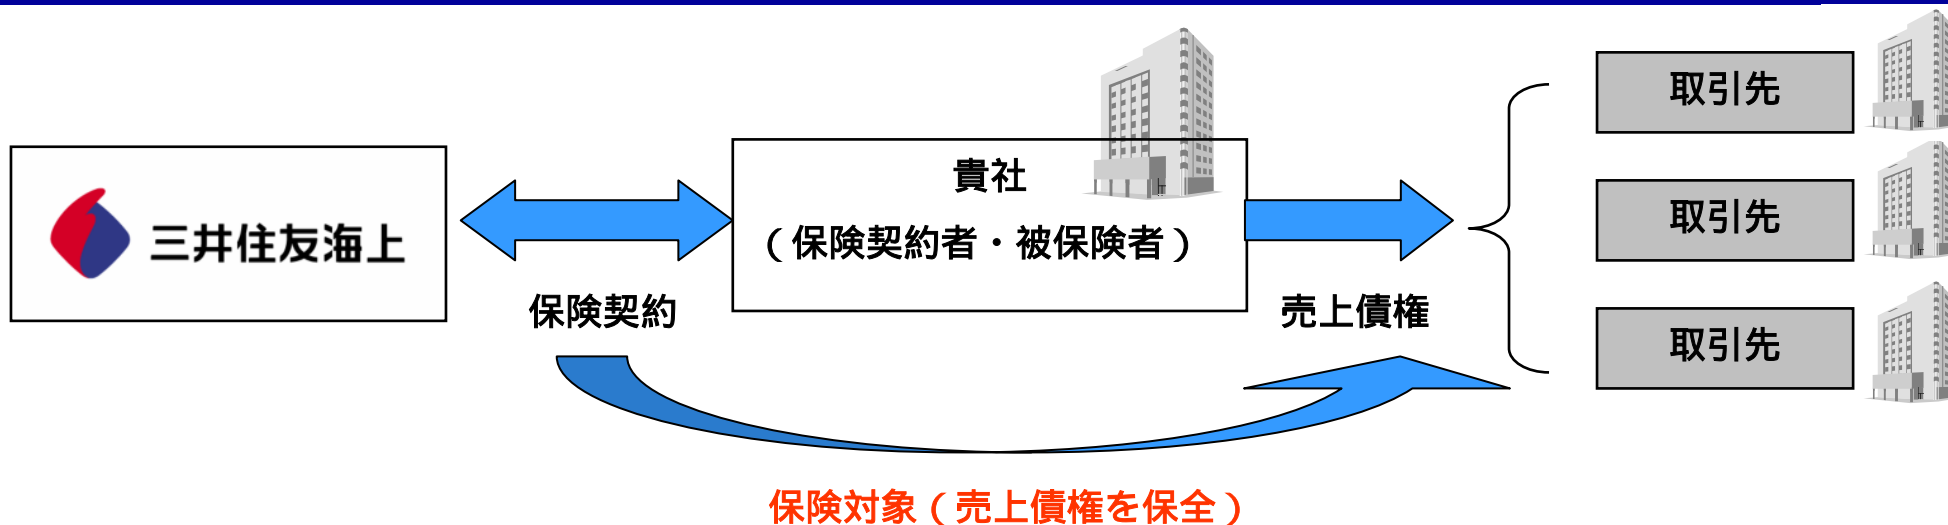 三井住友海上
貴社
(保険契約者・被保険者)
保険契約
売上債権
取引先
取引先
取引先
保険対象(売上債権を保全)